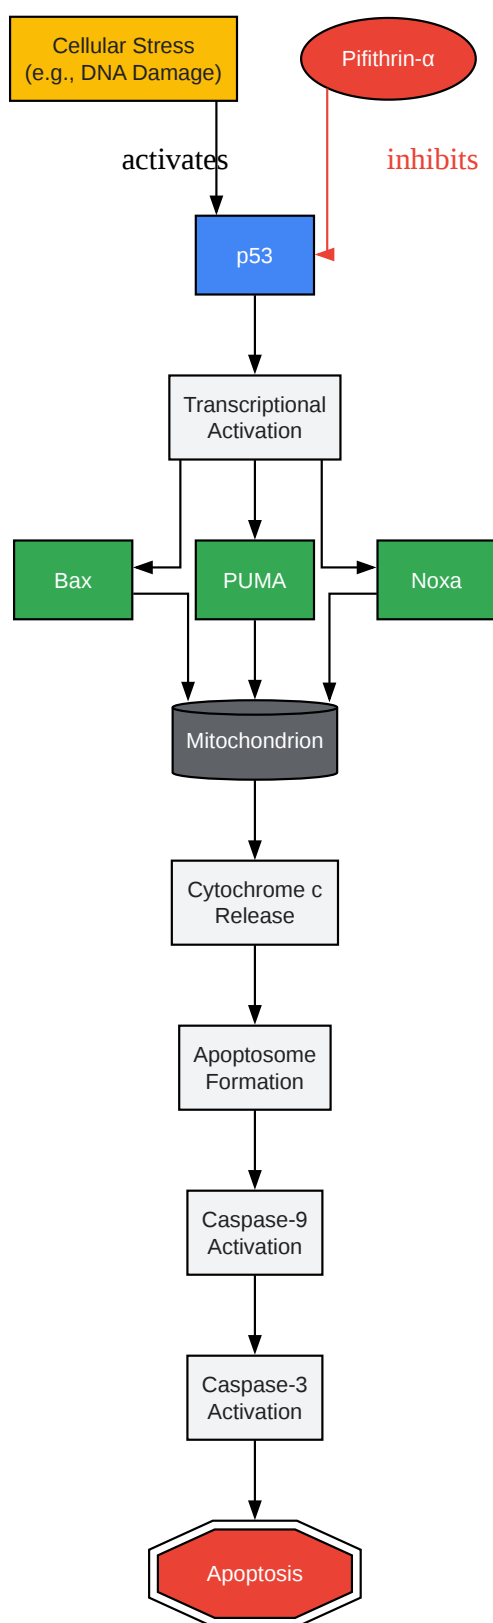 Cellular Stress
(e.g., DNA Damage)
Pifithrin-α
activates
inhibits
p53
Transcriptional
Activation
Bax
PUMA
Noxa
Mitochondrion
Cytochrome c
Release
Apoptosome
Formation
Caspase-9
Activation
Caspase-3
Activation
Apoptosis